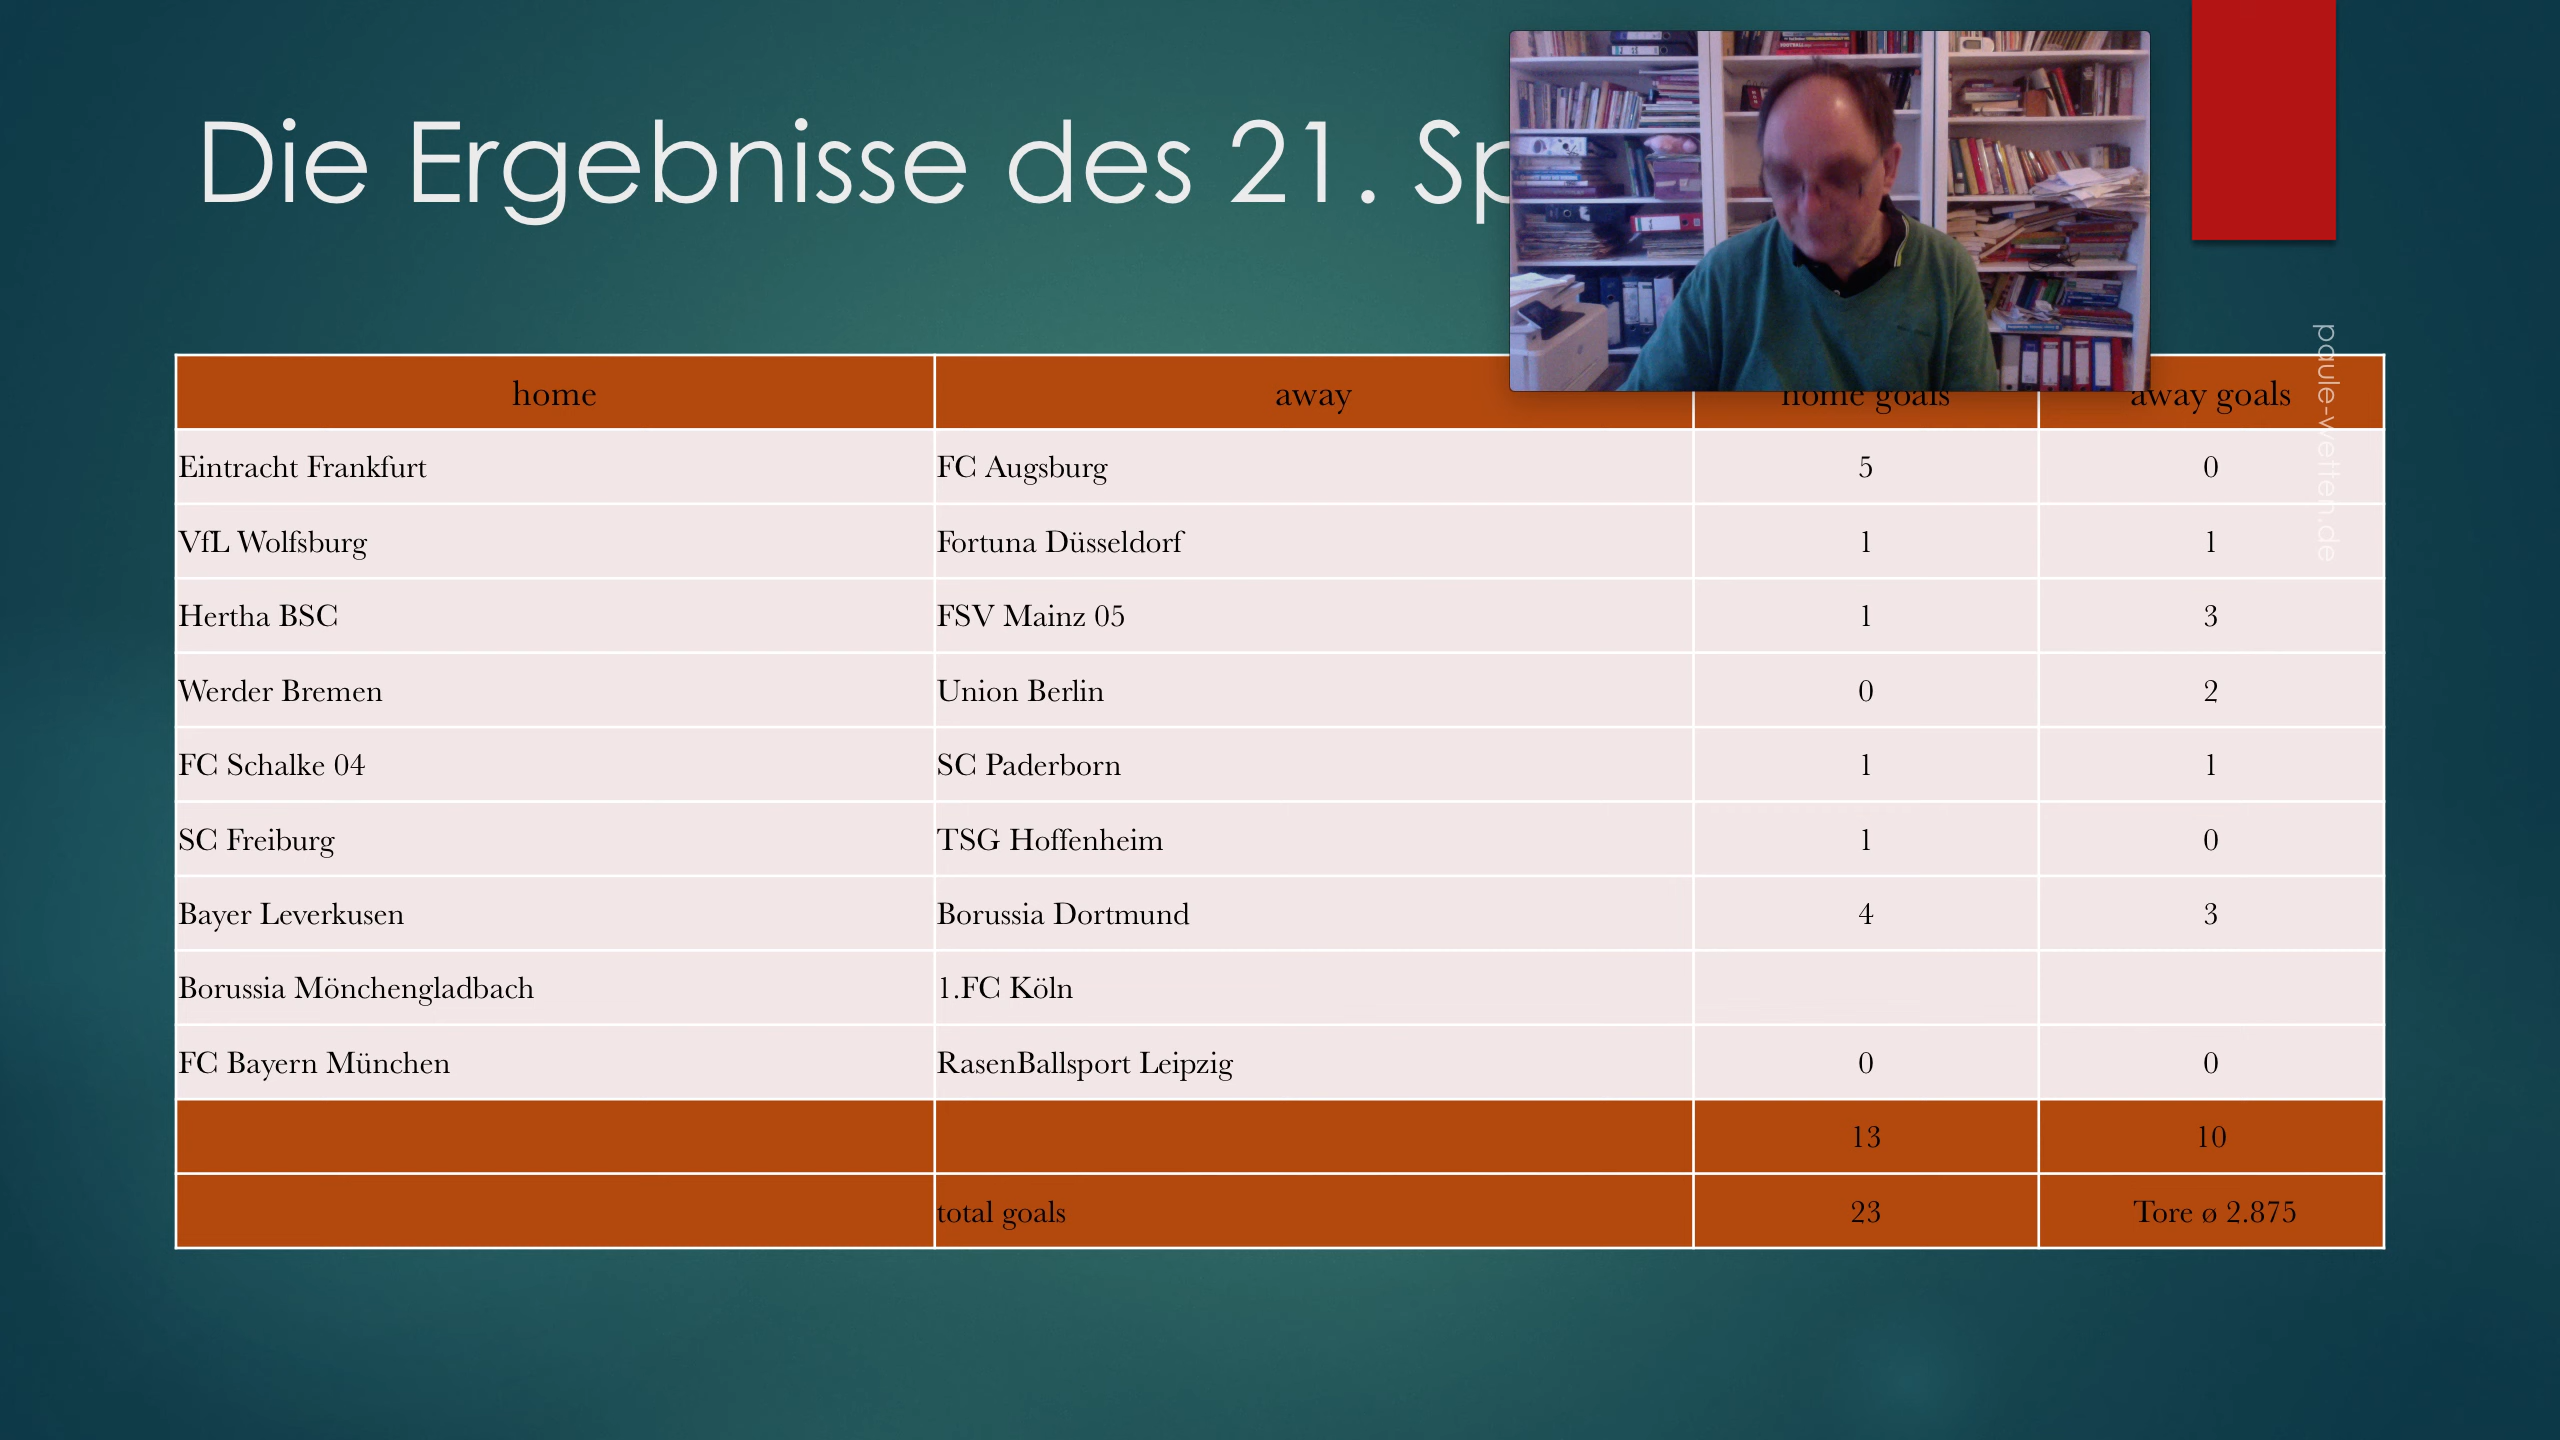 Die Ergebnisse des 21. Sp
home away home goals away goals
Eintracht Frankfurt FC Augsburg 5 0
VfL Wolfsburg Fortuna Düsseldorf 1 1
Hertha BSC FSV Mainz 05 1 3
Werder Bremen Union Berlin 0 2
FC Schalke 04 SC Paderborn 1 1
SC Freiburg TSG Hoffenheim 1 0
Bayer Leverkusen Borussia Dortmund 4 3
Borussia Mönchengladbach 1.FC Köln
FC Bayern München RasenBallsport Leipzig 0 0
13 10
total goals 23 Tore ø 2.875
paule-wetten.de